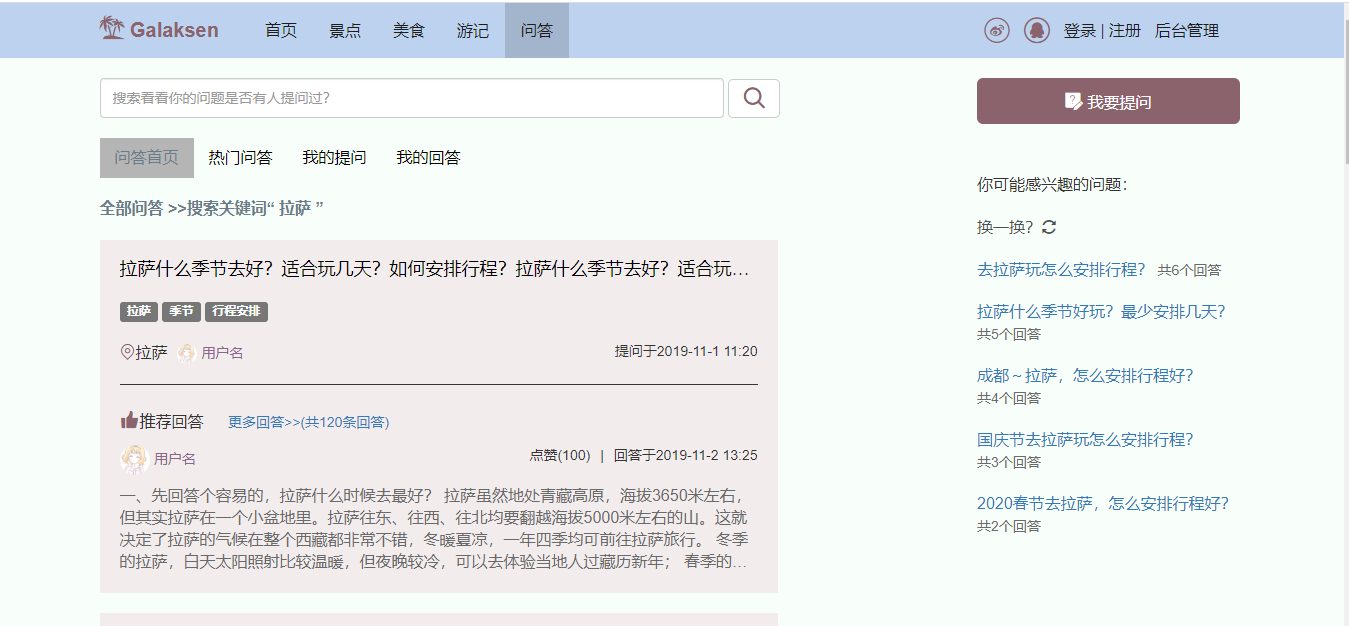 Galaksen 首页 景点 美食 游记 问答 登录 | 注册 后台管理
搜索看看你的问题是否有人提问过？
我要提问
问答首页 热门问答 我的提问 我的回答
全部问答 >>搜索关键词“ 拉萨 ”
拉萨什么季节去好？适合玩几天？如何安排行程？拉萨什么季节去好？适合玩…
拉萨 季节 行程安排
拉萨 用户名 提问于2019-11-1 11:20
推荐回答 更多回答>>(共120条回答)
用户名 点赞(100) | 回答于2019-11-2 13:25
一、先回答个容易的，拉萨什么时候去最好？ 拉萨虽然地处青藏高原，海拔3650米左右，
但其实拉萨在一个小盆地里。拉萨往东、往西、往北均要翻越海拔5000米左右的山。这就
决定了拉萨的气候在整个西藏都非常不错，冬暖夏凉，一年四季均可前往拉萨旅行。 冬季
的拉萨，白天太阳照射比较温暖，但夜晚较冷，可以去体验当地人过藏历新年； 春季的…
你可能感兴趣的问题：
换一换？
去拉萨玩怎么安排行程？ 共6个回答
拉萨什么季节好玩？最少安排几天？
共5个回答
成都～拉萨，怎么安排行程好？
共4个回答
国庆节去拉萨玩怎么安排行程？
共3个回答
2020春节去拉萨，怎么安排行程好？
共2个回答